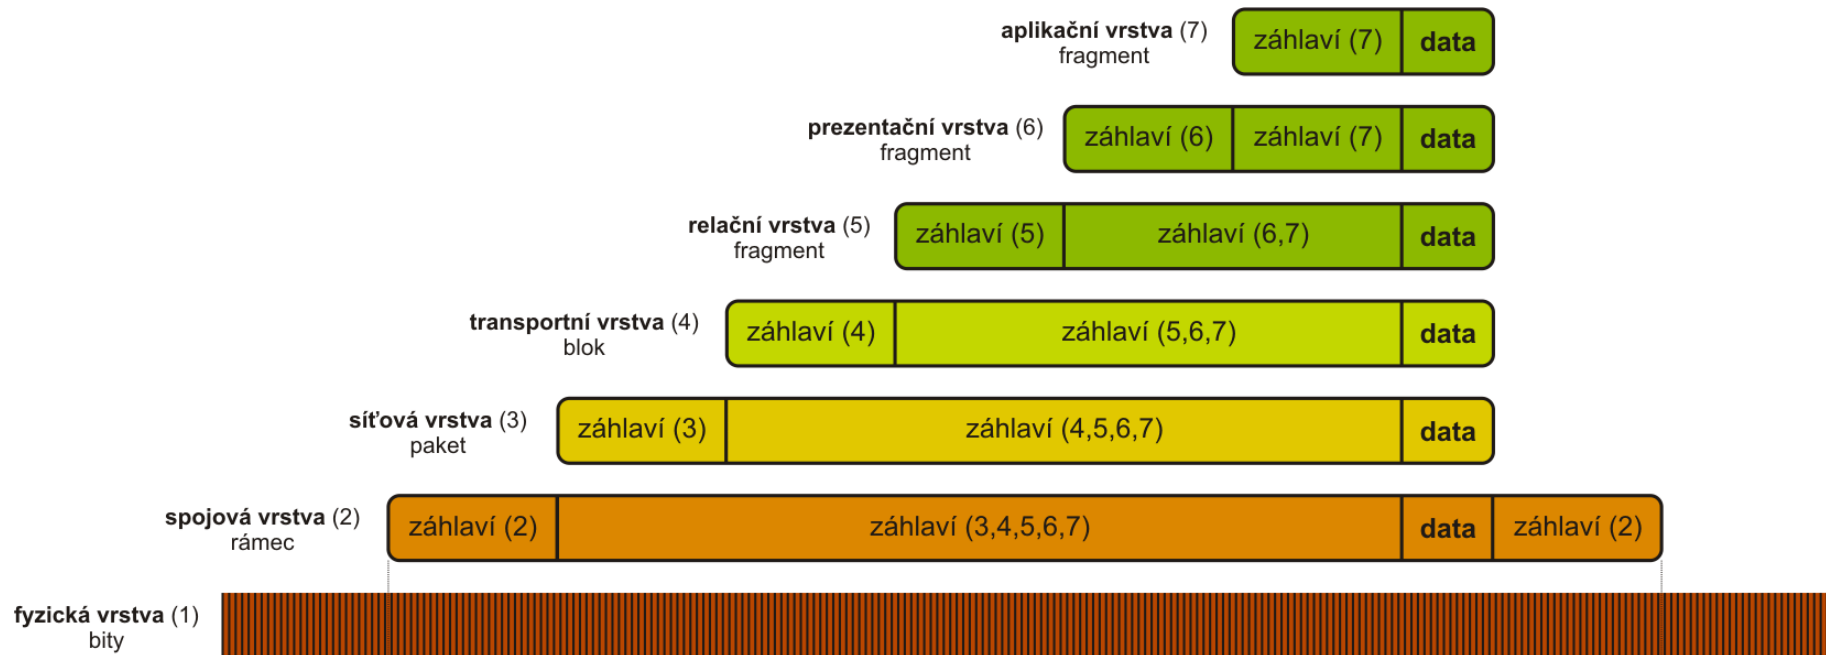 aplikační vrstva (7)
fragment
záhlaví (7)
data
prezentační vrstva (6)
fragment
záhlaví (6)
záhlaví (7)
data
relační vrstva (5)
fragment
záhlaví (5)
záhlaví (6,7)
data
transportní vrstva (4)
blok
záhlaví (4)
záhlaví (5,6,7)
data
síťová vrstva (3)
paket
záhlaví (3)
záhlaví (4,5,6,7)
data
spojová vrstva (2)
rámec
záhlaví (2)
záhlaví (3,4,5,6,7)
data
záhlaví (2)
fyzická vrstva (1)
bity